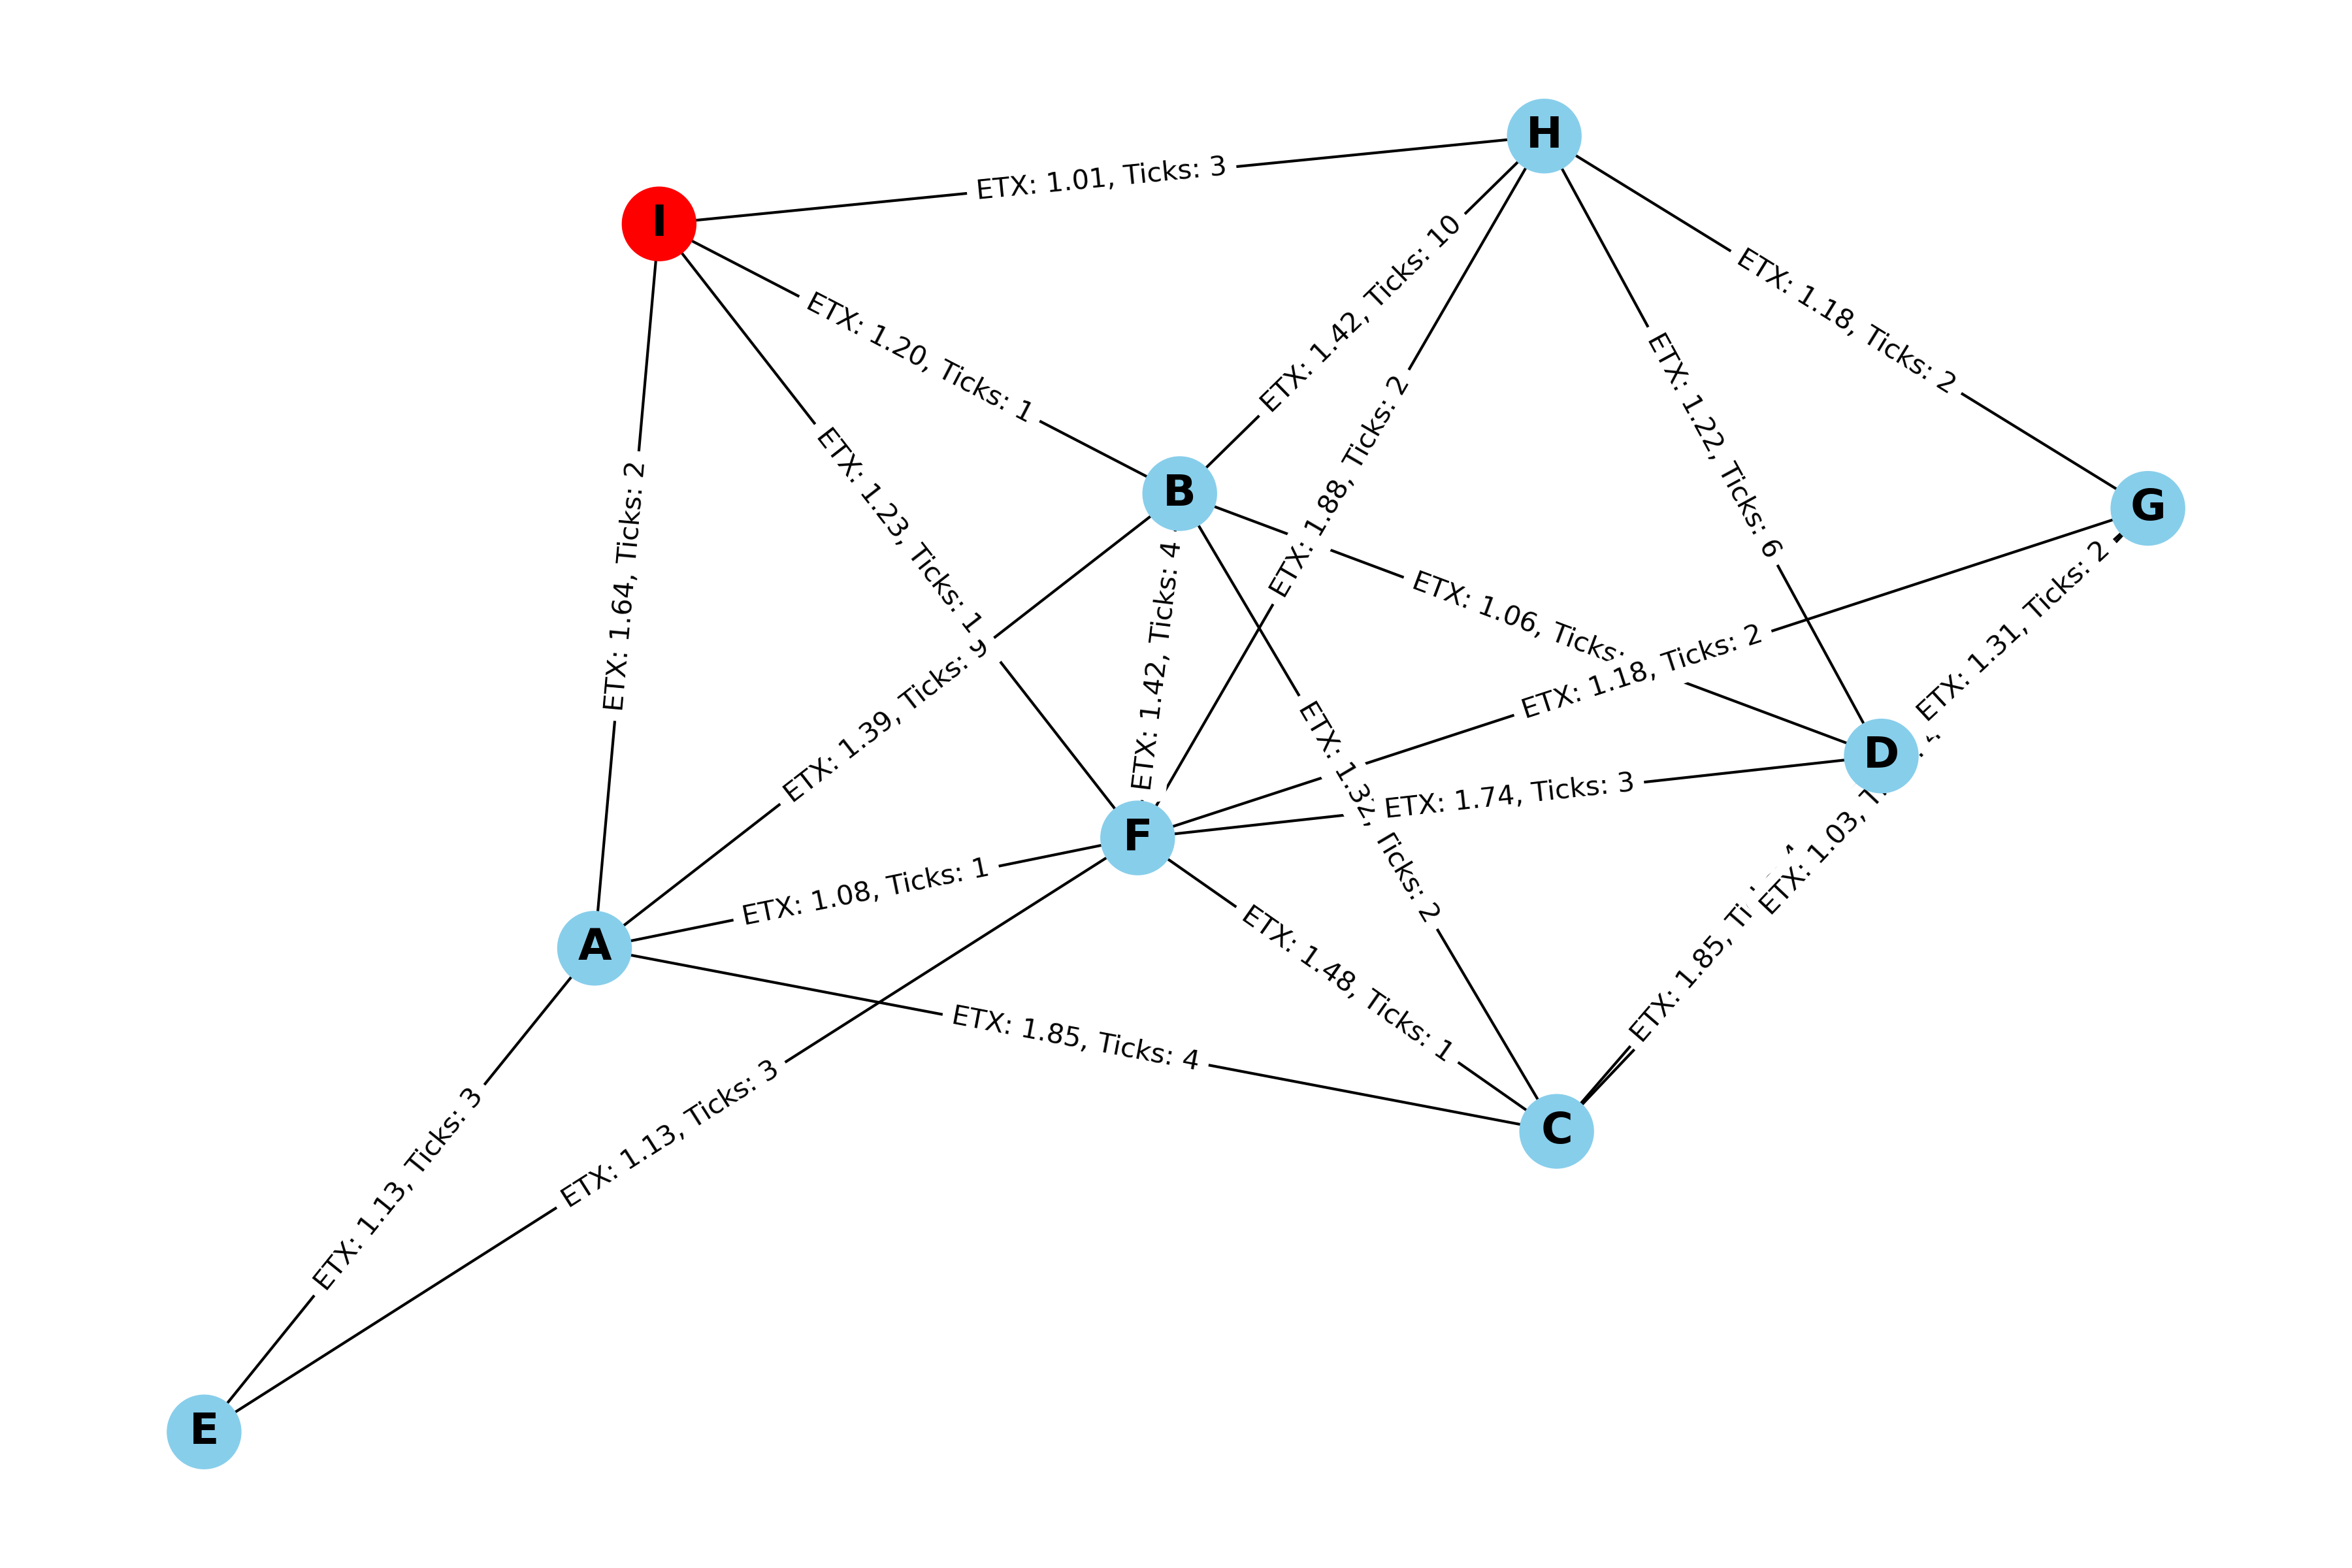 H
I
ETX: 1.01, Ticks: 3
ETX: 1.42, Ticks: 10
ETX: 1.18, Ticks: 2
ETX: 1.20, Ticks: 1
ETX: 1.22, Ticks: 6
ETX: 1.88, Ticks: 2
B
G
ETX: 1.23, Ticks: 1
ETX: 1.64, Ticks: 2
ETX: 1.06, Ticks:
ETX: 1.31, Ticks: 2
ETX: 1.42, Ticks: 4
ETX: 1.18, Ticks: 2
ETX: 1.39, Ticks: 9
D
ETX: 1.74, Ticks: 3
ETX: 1.32, Ticks: 2
F
ETX: 1.03,
ETX: 1.08, Ticks: 1
A
ETX: 1.85,
ETX: 1.48, Ticks: 1
ETX: 1.85, Ticks: 4
C
ETX: 1.13, Ticks: 3
ETX: 1.13, Ticks: 3
E